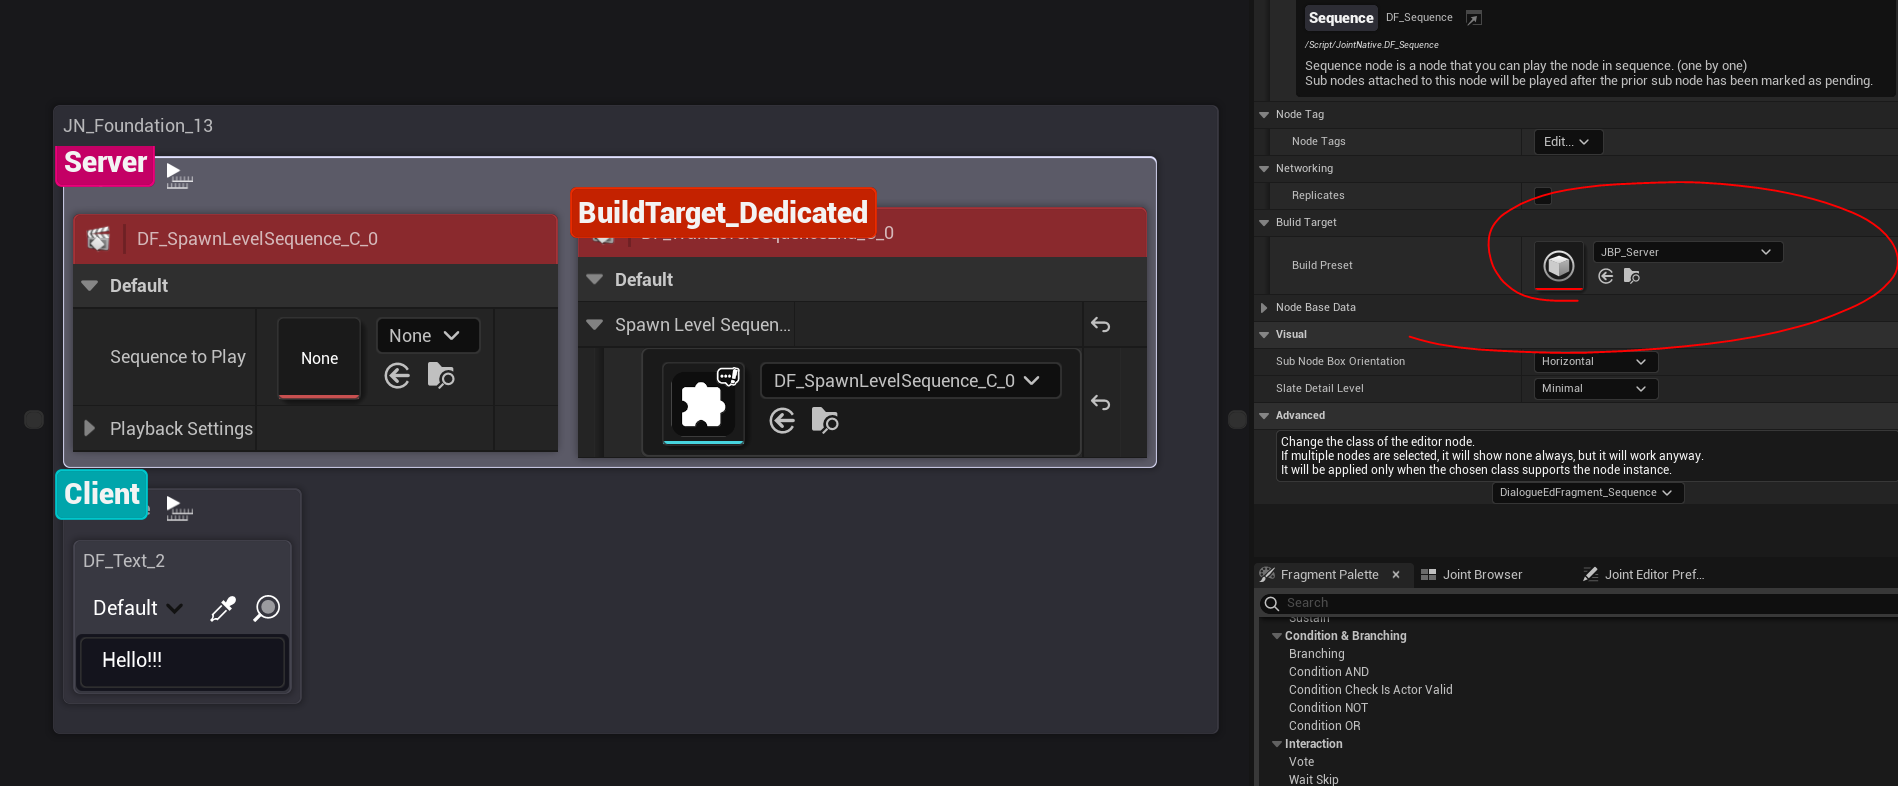 JN_Foundation_13
Server
BuildTarget_Dedicated
DF_SpawnLevelSequence_C_0
Default
Sequence to Play
None
None
Playback Settings
Default
Spawn Level Sequen...
DF_SpawnLevelSequence_C_0
Client
DF_Text_2
Default
Hello!!!
Sequence DF_Sequence
/Script/JointNative.DF_Sequence
Sequence node is a node that you can play the node in sequence. (one by one)
Sub nodes attached to this node will be played after the prior sub node has been marked as pending.
Node Tag
Node Tags Edit...
Networking
Replicates
Bulid Target
Build Preset JBP_Server
Node Base Data
Visual
Sub Node Box Orientation Horizontal
Slate Detail Level Minimal
Advanced
Change the class of the editor node.
If multiple nodes are selected, it will show none always, but it will work anyway.
It will be applied only when the chosen class supports the node instance.
DialogueEdFragment_Sequence
Fragment Palette Joint Browser Joint Editor Pref...
Search
Sustain
Condition & Branching
Branching
Condition AND
Condition Check Is Actor Valid
Condition NOT
Condition OR
Interaction
Vote
Wait Skip